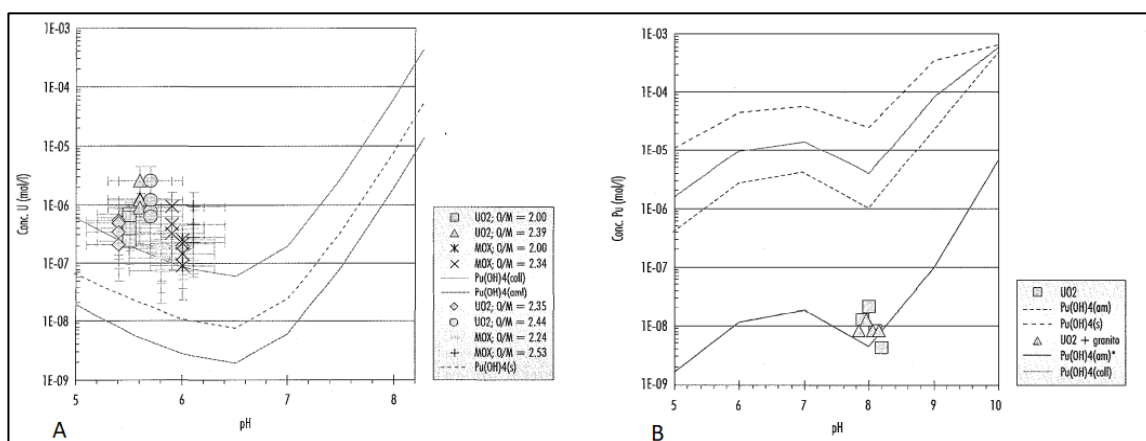 1E-03
1E-04
1E-05
1E-06
1E-07
1E-08
1E-09
Conc. U (mol/l)
5 6 7 8
pH
A
UO2; O/M = 2.00
UO2; O/M = 2.39
MOX; O/M = 2.00
MOX; O/M = 2.34
Pu(OH)4(coll)
Pu(OH)4(aml)
UO2; O/M = 2.35
UO2; O/M = 2.44
MOX; O/M = 2.24
MOX; O/M = 2.53
Pu(OH)4(s)
1E-03
1E-04
1E-05
1E-06
1E-07
1E-08
1E-09
Conc. Pu (mol/l)
5 6 7 8 9 10
pH
B
UO2
Pu(OH)4(am)
Pu(OH)4(s)
UO2 + granito
Pu(OH)4(am)*
Pu(OH)4(coll)